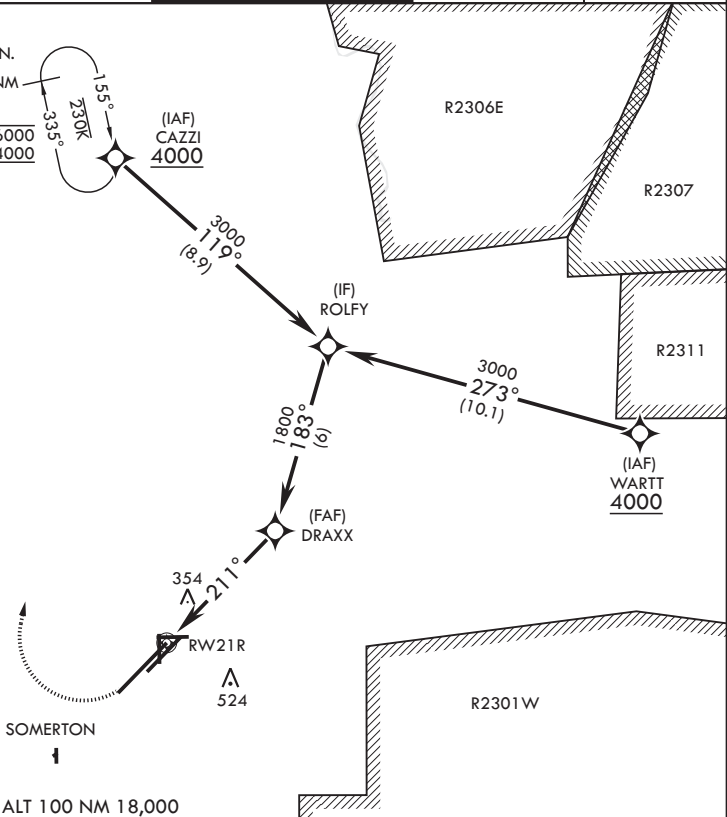 N.
NM
155°
230K
335°
6000
4000
(IAF)
CAZZI
4000
R2306E
R2307
3000
119°
(8.9)
(IF)
ROLFY
R2311
3000
273°
(10.1)
(IAF)
WARTT
4000
1800
183°
(6)
(FAF)
DRAXX
211°
354
RW21R
524
R2301W
SOMERTON
ALT 100 NM 18,000